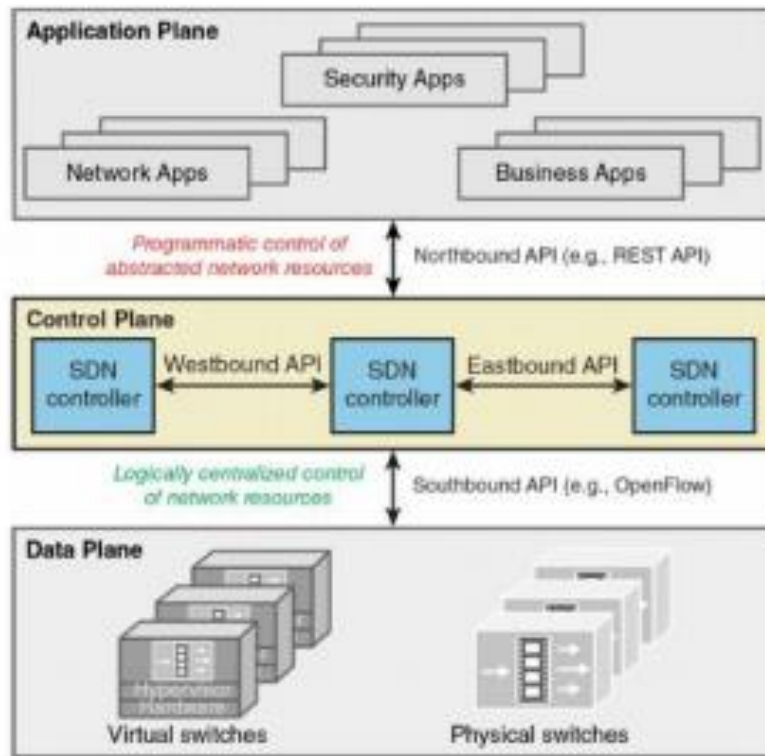 Application Plane
Security Apps
Network Apps
Business Apps
Programmatic control of
abstracted network resources
Northbound API (e.g., REST API)
Control Plane
SDN
controller
Westbound API
SDN
controller
Eastbound API
SDN
controller
Logically centralized control
of network resources
Southbound API (e.g., OpenFlow)
Data Plane
Hypervisor
Hardware
Virtual switches
Physical switches